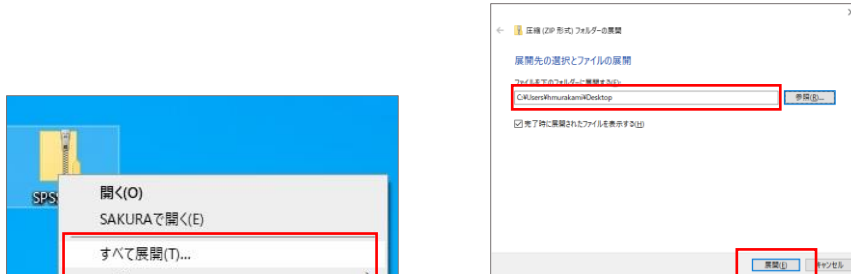 SPS
開く(O)
SAKURAで開く(E)
すべて展開(T)...
圧縮 (ZIP 形式) フォルダーの展開
展開先の選択とファイルの展開
ファイルを下のフォルダーに展開する(F):
C:¥Users¥hmurakami¥Desktop
参照(R)...
完了時に展開されたファイルを表示する(H)
展開(E)
キャンセル